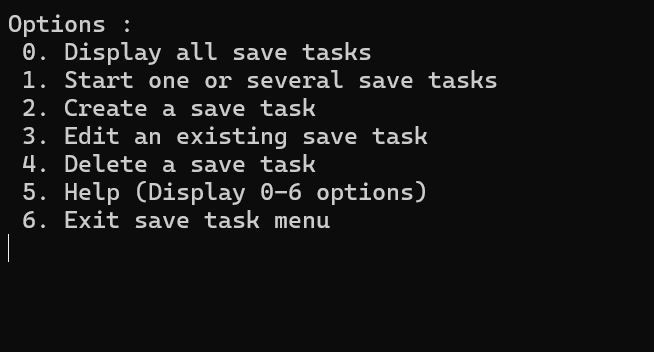 Options :
0. Display all save tasks
1. Start one or several save tasks
2. Create a save task
3. Edit an existing save task
4. Delete a save task
5. Help (Display 0-6 options)
6. Exit save task menu